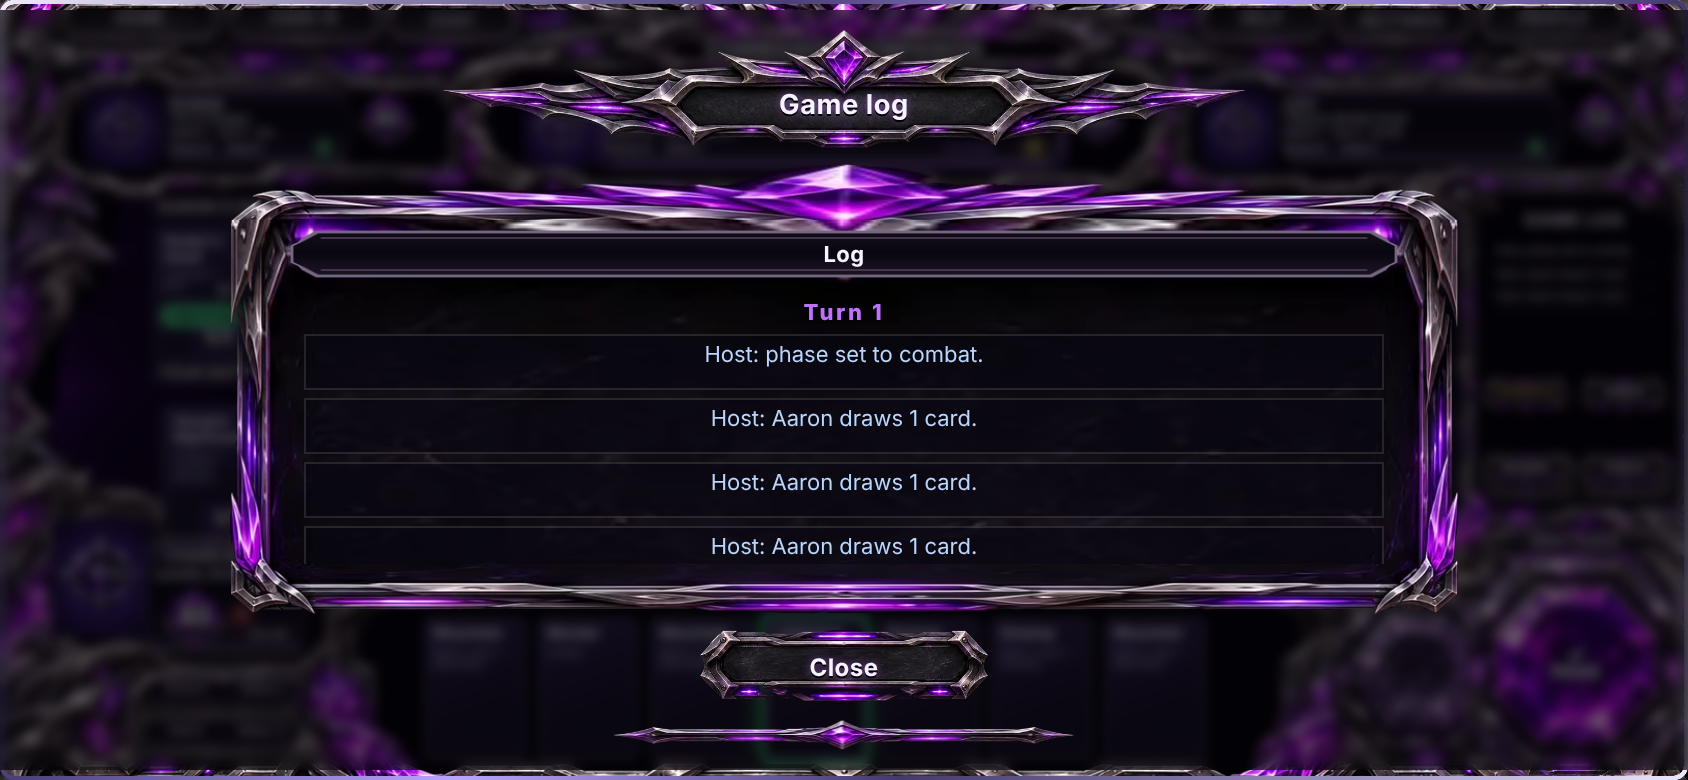 Game log
Log
Turn 1
Host: phase set to combat.
Host: Aaron draws 1 card.
Host: Aaron draws 1 card.
Host: Aaron draws 1 card.
Close